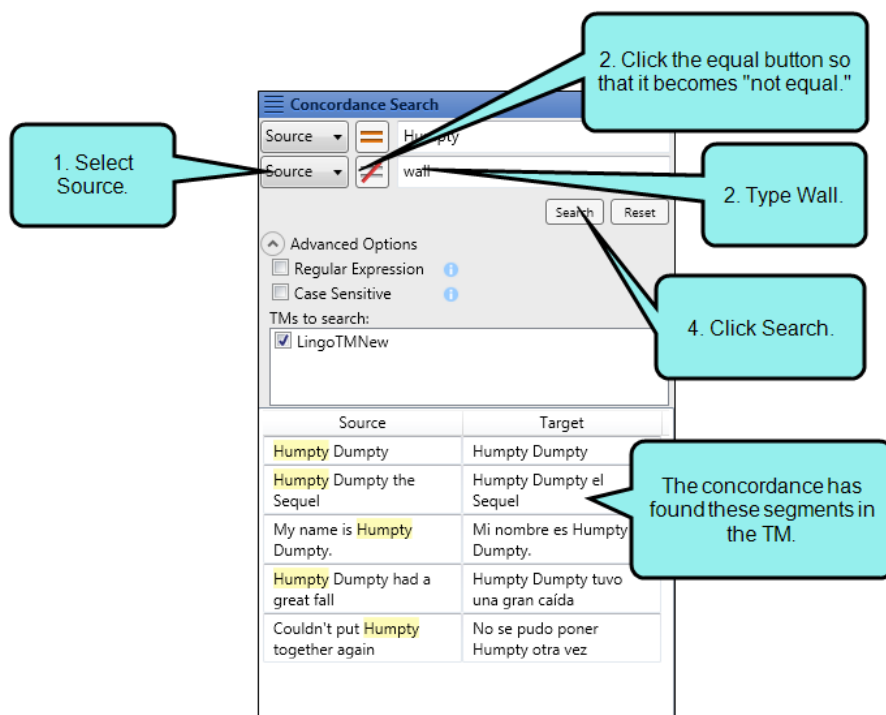 2. Click the equal button so
that it becomes "not equal."
Concordance Search
Source
Humpty
1. Select
Source.
Source
wall
2. Type Wall.
Search
Reset
Advanced Options
Regular Expression
Case Sensitive
4. Click Search.
TMs to search:
LingoTMNew
Source Target
Humpty Dumpty
Humpty Dumpty
Humpty Dumpty the
Sequel
Humpty Dumpty el
Sequel
The concordance has
found these segments in
the TM.
My name is Humpty
Dumpty.
Mi nombre es Humpty
Dumpty.
Humpty Dumpty had a
great fall
Humpty Dumpty tuvo
una gran caída
Couldn't put Humpty
together again
No se pudo poner
Humpty otra vez